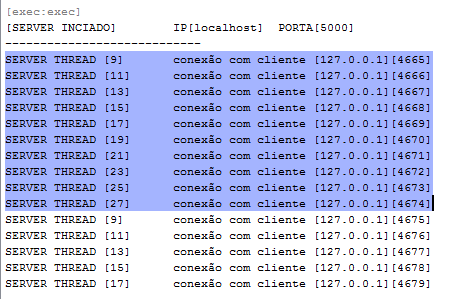 [exec:exec]
[SERVER INCIADO] IP[localhost] PORTA[5000]
----------------------------
SERVER THREAD [9] conexão com cliente [127.0.0.1][4665]
SERVER THREAD [11] conexão com cliente [127.0.0.1][4666]
SERVER THREAD [13] conexão com cliente [127.0.0.1][4667]
SERVER THREAD [15] conexão com cliente [127.0.0.1][4668]
SERVER THREAD [17] conexão com cliente [127.0.0.1][4669]
SERVER THREAD [19] conexão com cliente [127.0.0.1][4670]
SERVER THREAD [21] conexão com cliente [127.0.0.1][4671]
SERVER THREAD [23] conexão com cliente [127.0.0.1][4672]
SERVER THREAD [25] conexão com cliente [127.0.0.1][4673]
SERVER THREAD [27] conexão com cliente [127.0.0.1][4674]
SERVER THREAD [9] conexão com cliente [127.0.0.1][4675]
SERVER THREAD [11] conexão com cliente [127.0.0.1][4676]
SERVER THREAD [13] conexão com cliente [127.0.0.1][4677]
SERVER THREAD [15] conexão com cliente [127.0.0.1][4678]
SERVER THREAD [17] conexão com cliente [127.0.0.1][4679]